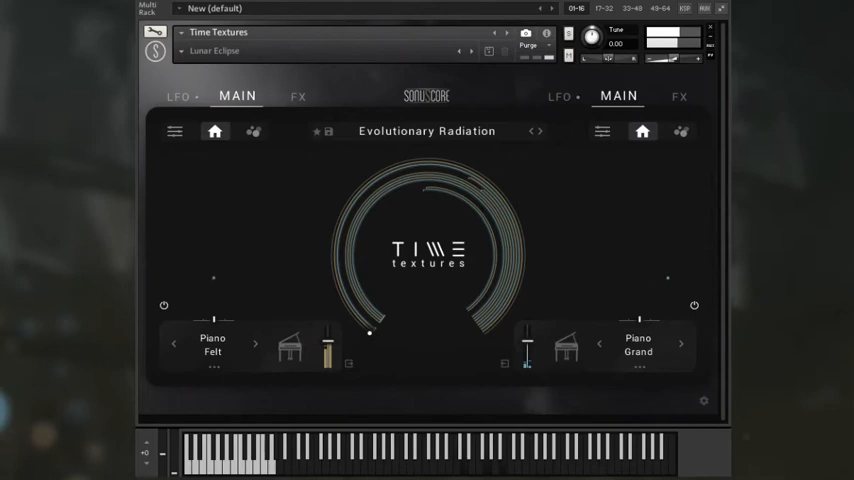 Multi
Rack
New (default)
01-16
17-32
33-48
49-64
KSP
AUX
Time Textures
Purge
Tune
0.00
S
M
L
R
Lunar Eclipse
LFO
MAIN
FX
SONUSCORE
LFO
MAIN
FX
Evolutionary Radiation
TIME
textures
Piano
Felt
Piano
Grand
+0